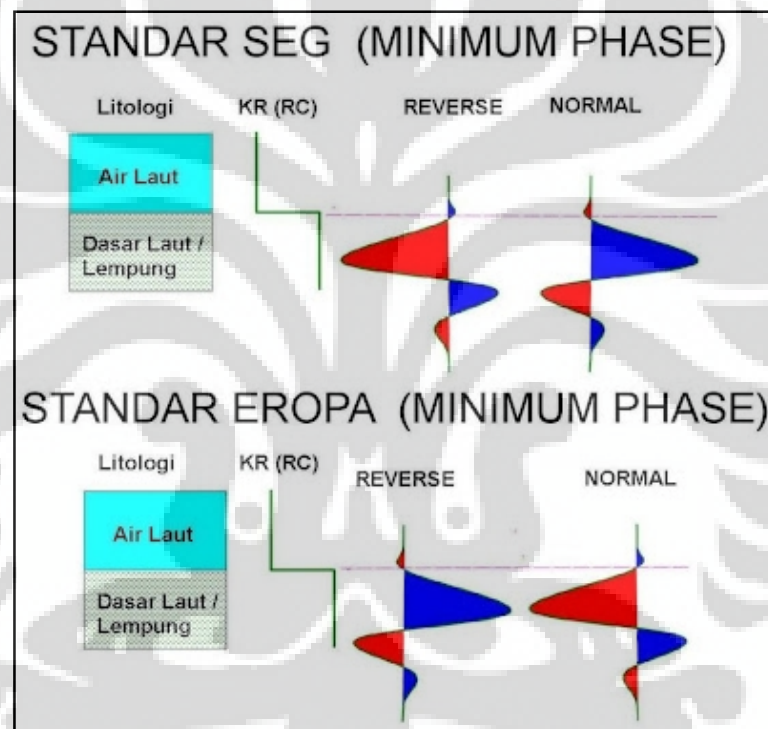 STANDAR SEG (MINIMUM PHASE)
Litologi KR (RC) REVERSE NORMAL
Air Laut
Dasar Laut /
Lempung
STANDAR EROPA (MINIMUM PHASE)
Litologi KR (RC) REVERSE NORMAL
Air Laut
Dasar Laut /
Lempung